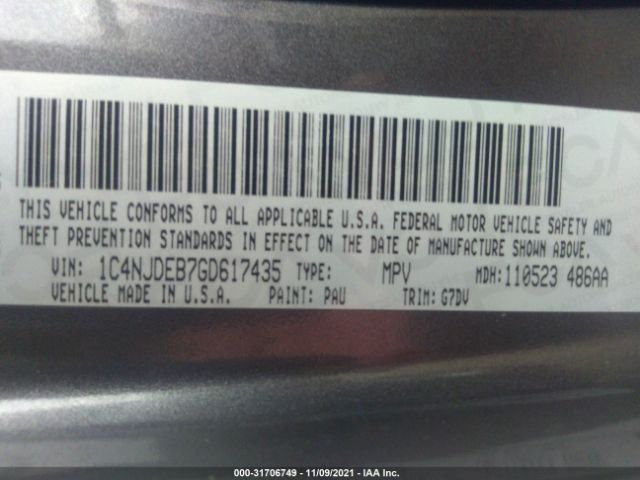 THIS VEHICLE CONFORMS TO ALL APPLICABLE U.S.A. FEDERAL MOTOR VEHICLE SAFETY AND
THEFT PREVENTION STANDARDS IN EFFECT ON THE DATE OF MANUFACTURE SHOWN ABOVE.
VIN: 1C4NJDEB7GD617435 TYPE: MPV MDH: 110523 486AA
VEHICLE MADE IN U.S.A. PAINT: PAU TRIM: G7DV
000-31706749 - 11/09/2021 - IAA Inc.